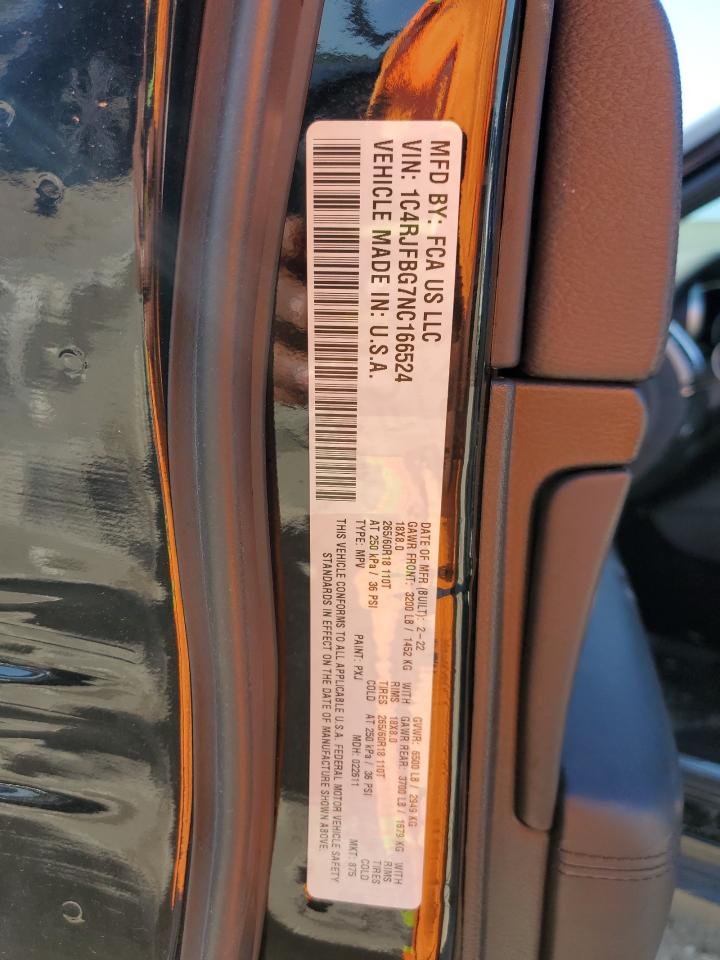 MFD BY: FCA US LLC
VIN: 1C4RJFBG7NC166524
VEHICLE MADE IN: U.S.A.
DATE OF MFR (BUILT): 2-22 GVWR: 6500 LB / 2949 KG
GAWR FRONT: 3200 LB / 1452 KG WITH GAWR REAR: 3700 LB / 1679 KG WITH
18X8.0 RIMS 18X8.0 RIMS
265/60R18 110T TIRES 265/60R18 110T TIRES
AT 250 kPa / 36 PSI COLD AT 250 kPa / 36 PSI COLD
TYPE: MPV PAINT: PXJ MDH: 022611 MKT: 875
THIS VEHICLE CONFORMS TO ALL APPLICABLE U.S.A. FEDERAL MOTOR VEHICLE SAFETY
STANDARDS IN EFFECT ON THE DATE OF MANUFACTURE SHOWN ABOVE.